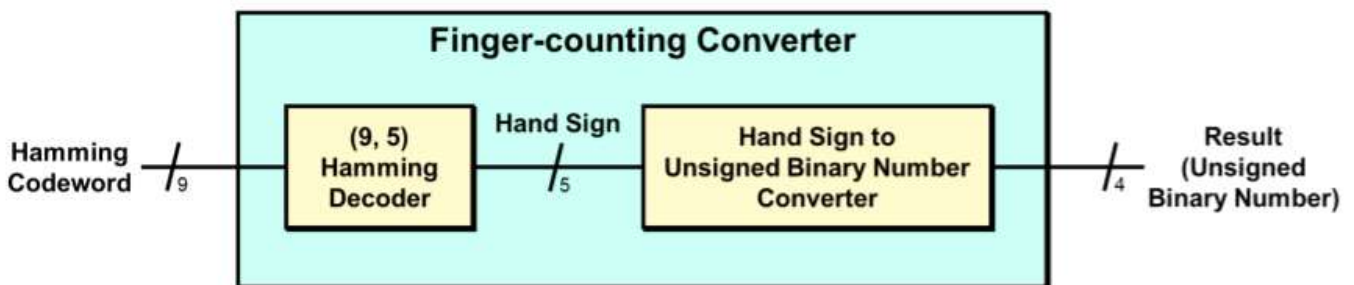 Finger-counting Converter
Hamming
Codeword
9
(9, 5)
Hamming
Decoder
Hand Sign
5
Hand Sign to
Unsigned Binary Number
Converter
4
Result
(Unsigned
Binary Number)